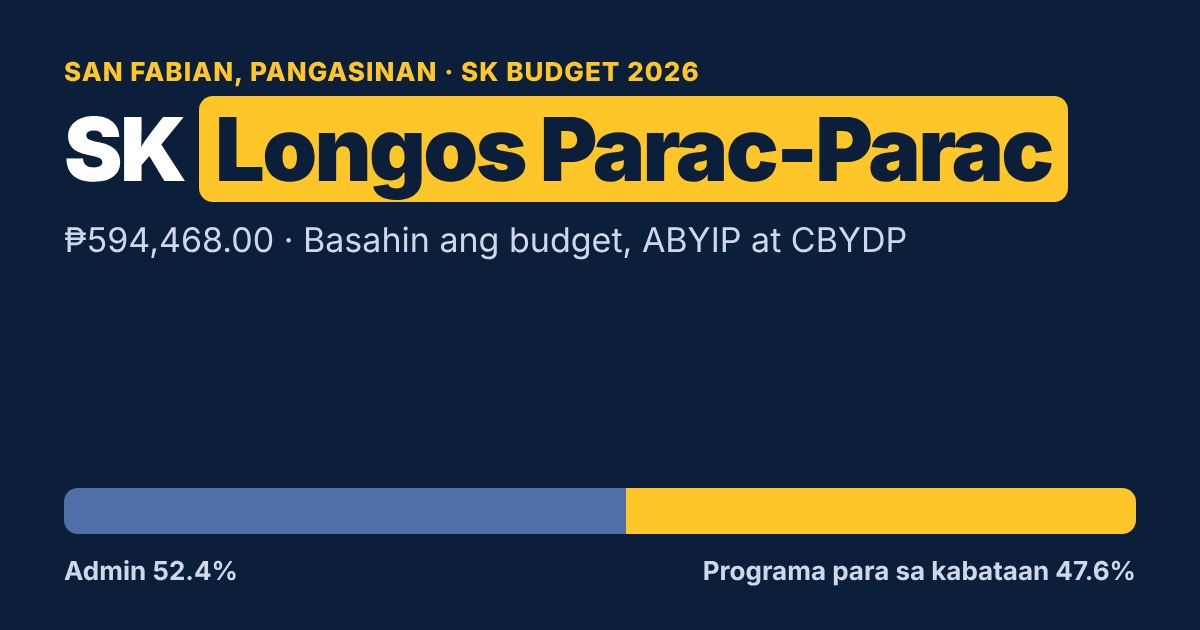 SAN FABIAN, PANGASINAN · SK BUDGET 2026
SK Longos Parac-Parac
₱594,468.00 · Basahin ang budget, ABYIP at CBYDP
Admin 52.4%
Programa para sa kabataan 47.6%